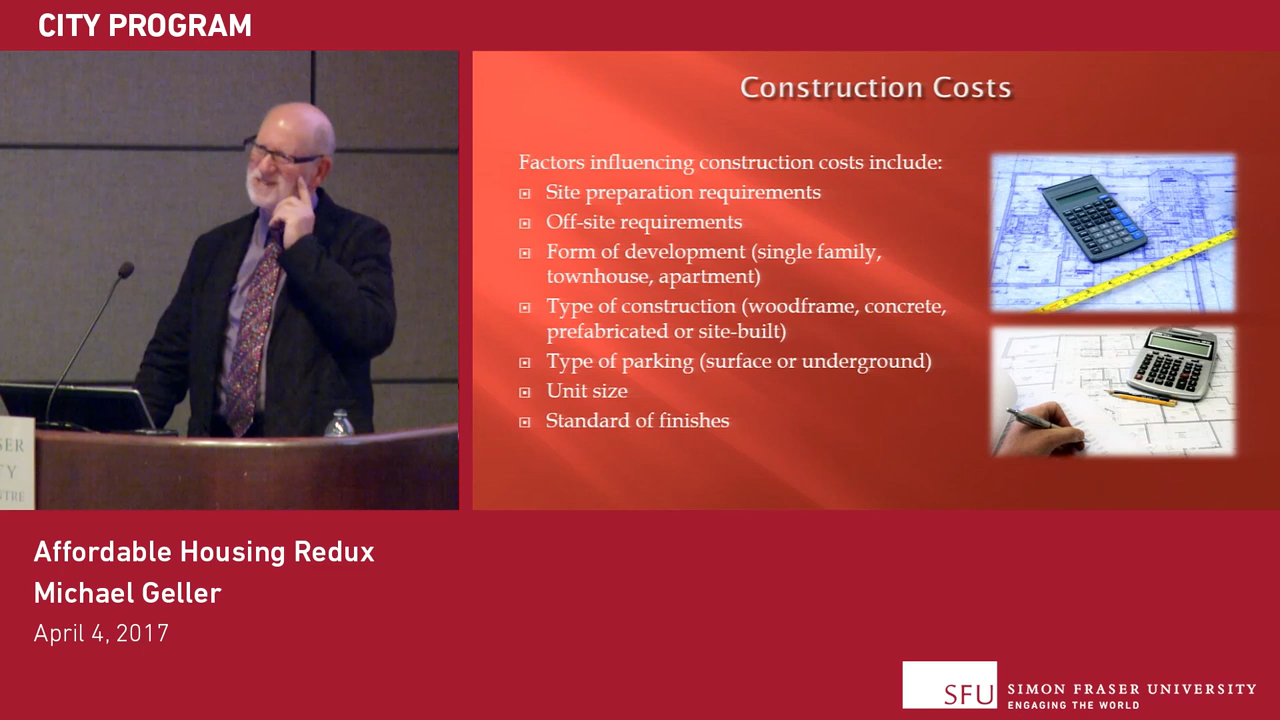 CITY PROGRAM
Construction Costs
Factors influencing construction costs include:
Site preparation requirements
Off-site requirements
Form of development (single family,
townhouse, apartment)
Type of construction (woodframe, concrete,
prefabricated or site-built)
Type of parking (surface or underground)
Unit size
Standard of finishes
SER
TY
NTRE
Affordable Housing Redux
Michael Geller
April 4, 2017
SFU SIMON FRASER UNIVERSITY
ENGAGING THE WORLD